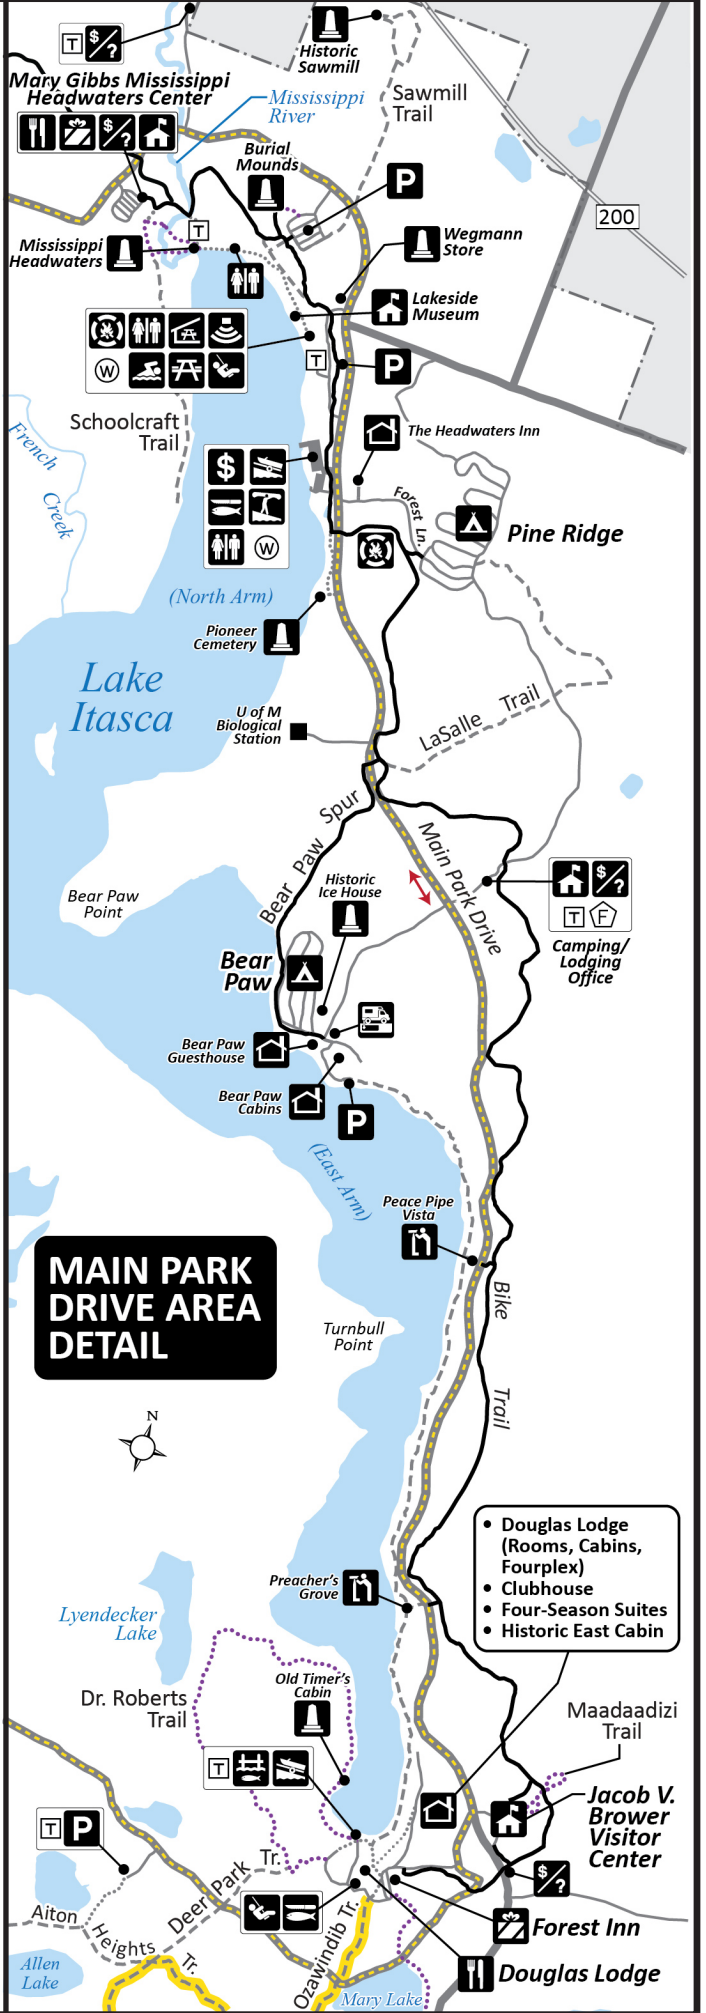 T
$/?
Historic
Sawmill
Mary Gibbs Mississippi
Headwaters Center
$/?
Mississippi
River
Sawmill
Trail
Burial
Mounds
P
200
T
Mississippi
Headwaters
Wegmann
Store
Lakeside
Museum
W
T
P
Schoolcraft
Trail
The Headwaters Inn
French
Creek
$
W
Forest Ln.
Pine Ridge
(North Arm)
Pioneer
Cemetery
Lake
Itasca
U of M
Biological
Station
LaSalle Trail
Bear Paw Spur
Main Park Drive
Bear Paw
Point
Historic
Ice House
$/?
T F
Camping/
Lodging
Office
Bear
Paw
Bear Paw
Guesthouse
Bear Paw
Cabins
P
(East Arm)
Peace Pipe
Vista
MAIN PARK
DRIVE AREA
DETAIL
Bike Trail
Turnbull
Point
N
• Douglas Lodge
(Rooms, Cabins,
Fourplex)
• Clubhouse
• Four-Season Suites
• Historic East Cabin
Preacher's
Grove
Lyendecker
Lake
Dr. Roberts
Trail
Old Timer's
Cabin
Maadaadizi
Trail
T
Jacob V.
Brower
Visitor
Center
T P
$/?
Deer Park Tr.
Aiton
Heights Tr.
Ozawindib Tr.
Forest Inn
Allen
Lake
Douglas Lodge
Mary Lake